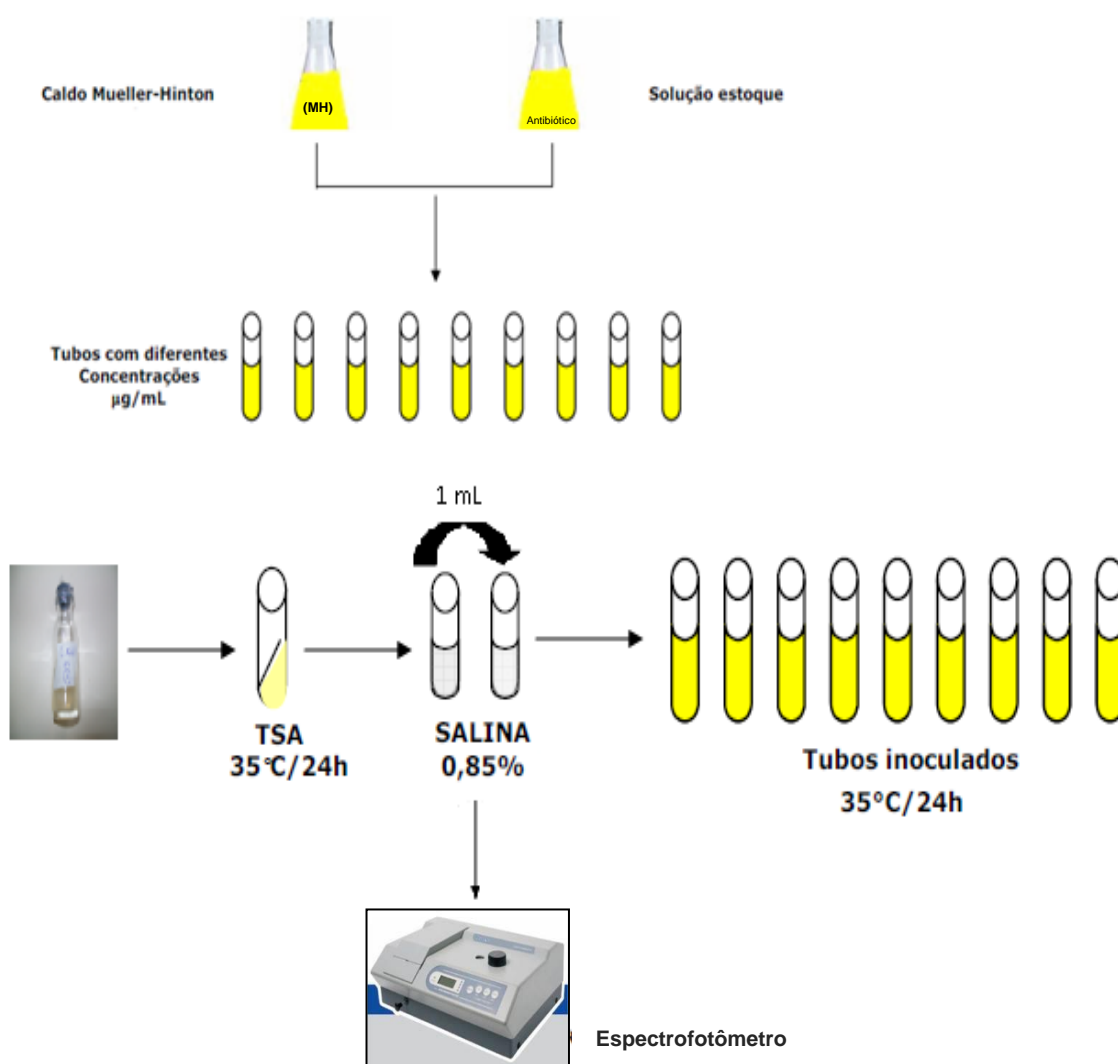 Caldo Mueller-Hinton
(MH)
Antibiótico
Solução estoque
Tubos com diferentes
Concentrações
µg/mL
1 mL
TSA
35℃/24h
SALINA
0,85%
Tubos inoculados
35°C/24h
Espectrofotômetro